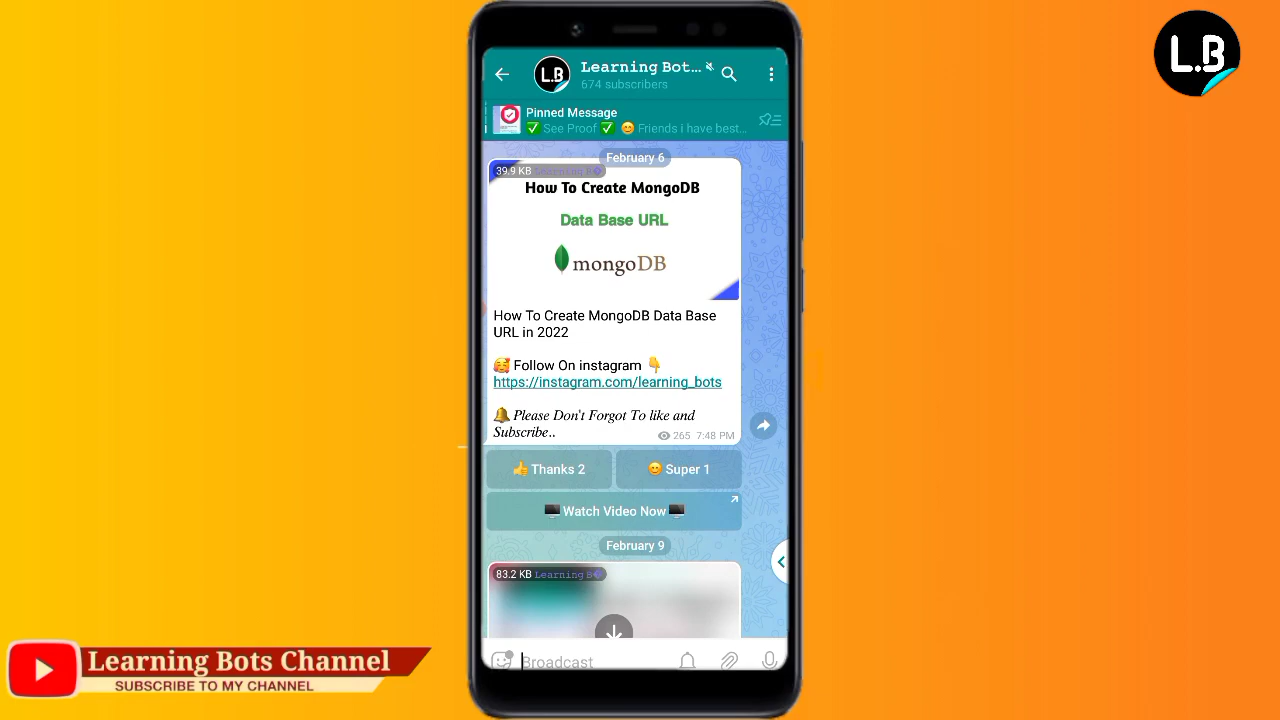 L.B
L.B
Learning Bot...
674 subscribers
Pinned Message
✅ See Proof ✅ 😊 Friends i have best...
February 6
39.9 KB Learning B
How To Create MongoDB
Data Base URL
mongoDB
How To Create MongoDB Data Base
URL in 2022
🥰 Follow On instagram 👇
https://instagram.com/learning_bots
🔔 Please Don't Forgot To like and
Subscribe..
265 7:48 PM
👍 Thanks 2
😊 Super 1
🖥️ Watch Video Now 🖥️
February 9
83.2 KB Learning B
Broadcast
Learning Bots Channel
SUBSCRIBE TO MY CHANNEL